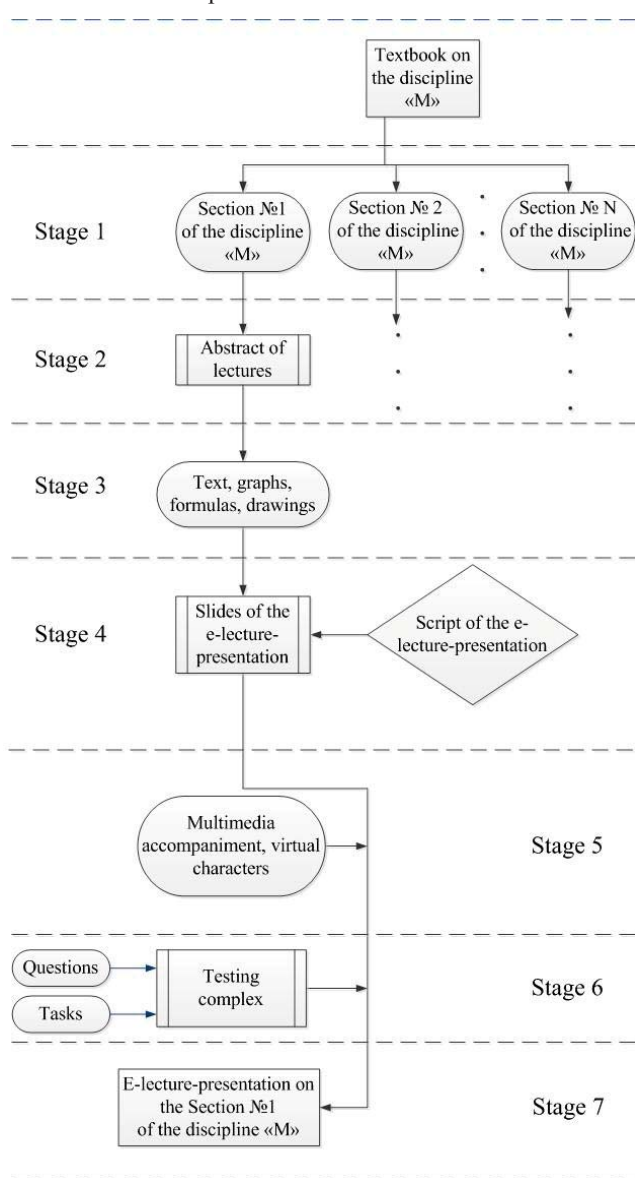 Textbook on
the discipline
«M»
Stage 1
Section №1
of the discipline
«M»
Section № 2
of the discipline
«M»
Section № N
of the discipline
«M»
Stage 2
Abstract of
lectures
Stage 3
Text, graphs,
formulas, drawings
Stage 4
Slides of the
e-lecture-
presentation
Script of the e-
lecture-presentation
Multimedia
accompaniment, virtual
characters
Stage 5
Questions
Tasks
Testing
complex
Stage 6
E-lecture-presentation on
the Section №1
of the discipline «M»
Stage 7